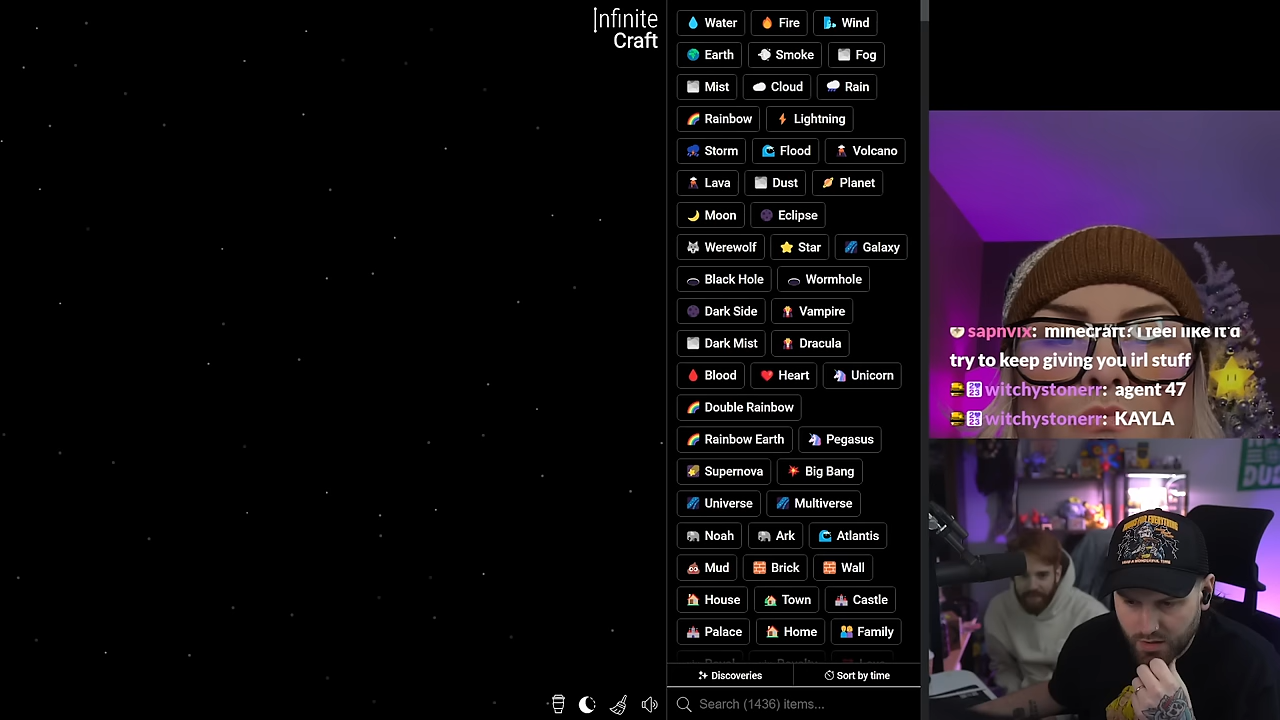 Infinite
Craft
Water Fire Wind
Earth Smoke Fog
Mist Cloud Rain
Rainbow Lightning
Storm Flood Volcano
Lava Dust Planet
Moon Eclipse
Werewolf Star Galaxy
Black Hole Wormhole
Dark Side Vampire
Dark Mist Dracula
Blood Heart Unicorn
Double Rainbow
Rainbow Earth Pegasus
Supernova Big Bang
Universe Multiverse
Noah Ark Atlantis
Mud Brick Wall
House Town Castle
Palace Home Family
Discoveries Sort by time
Search (1436) items...
sapnvix: minecraft? i feel like it'd
try to keep giving you irl stuff
witchystonerr: agent 47
witchystonerr: KAYLA